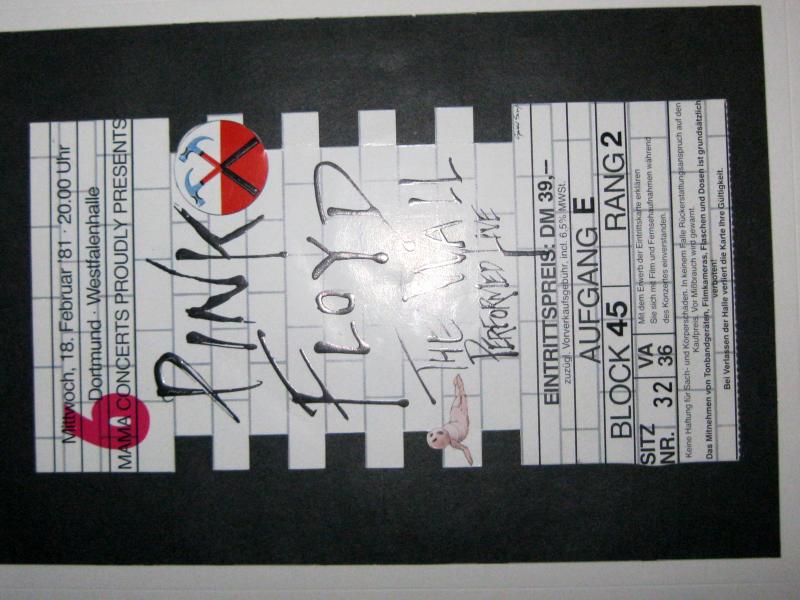 Mittwoch, 18. Februar '81 · 20.00 Uhr
Dortmund · Westfalenhalle
MAMA CONCERTS PROUDLY PRESENTS
6
PINK
FLOYD
THE WALL
PERFORMED LIVE
EINTRITTSPREIS: DM 39,–
zuzügl. Vorverkaufsgebühr, incl. 6,5% MWSt.
AUFGANG E
BLOCK 45 RANG 2
SITZ NR. 32 36 VA
Mit dem Erwerb der Eintrittskarte erklären
Sie sich mit Film und Fernsehaufnahmen während
des Konzertes einverstanden.
Keine Haftung für Sach- und Körperschäden. In keinem Falle Rückerstattungsanspruch auf den
Kaufpreis. Vor Mißbrauch wird gewarnt.
Das Mitnehmen von Tonbandgeräten, Filmkameras, Flaschen und Dosen ist grundsätzlich
verboten!
Bei Verlassen der Halle verliert die Karte ihre Gültigkeit.